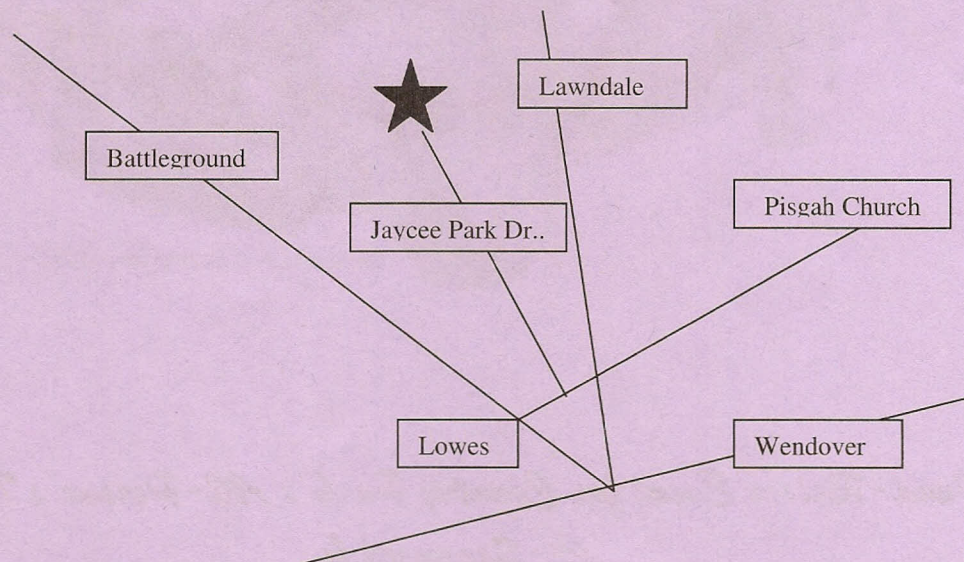 Lawndale
Battleground
Pisgah Church
Jaycee Park Dr..
Lowes
Wendover